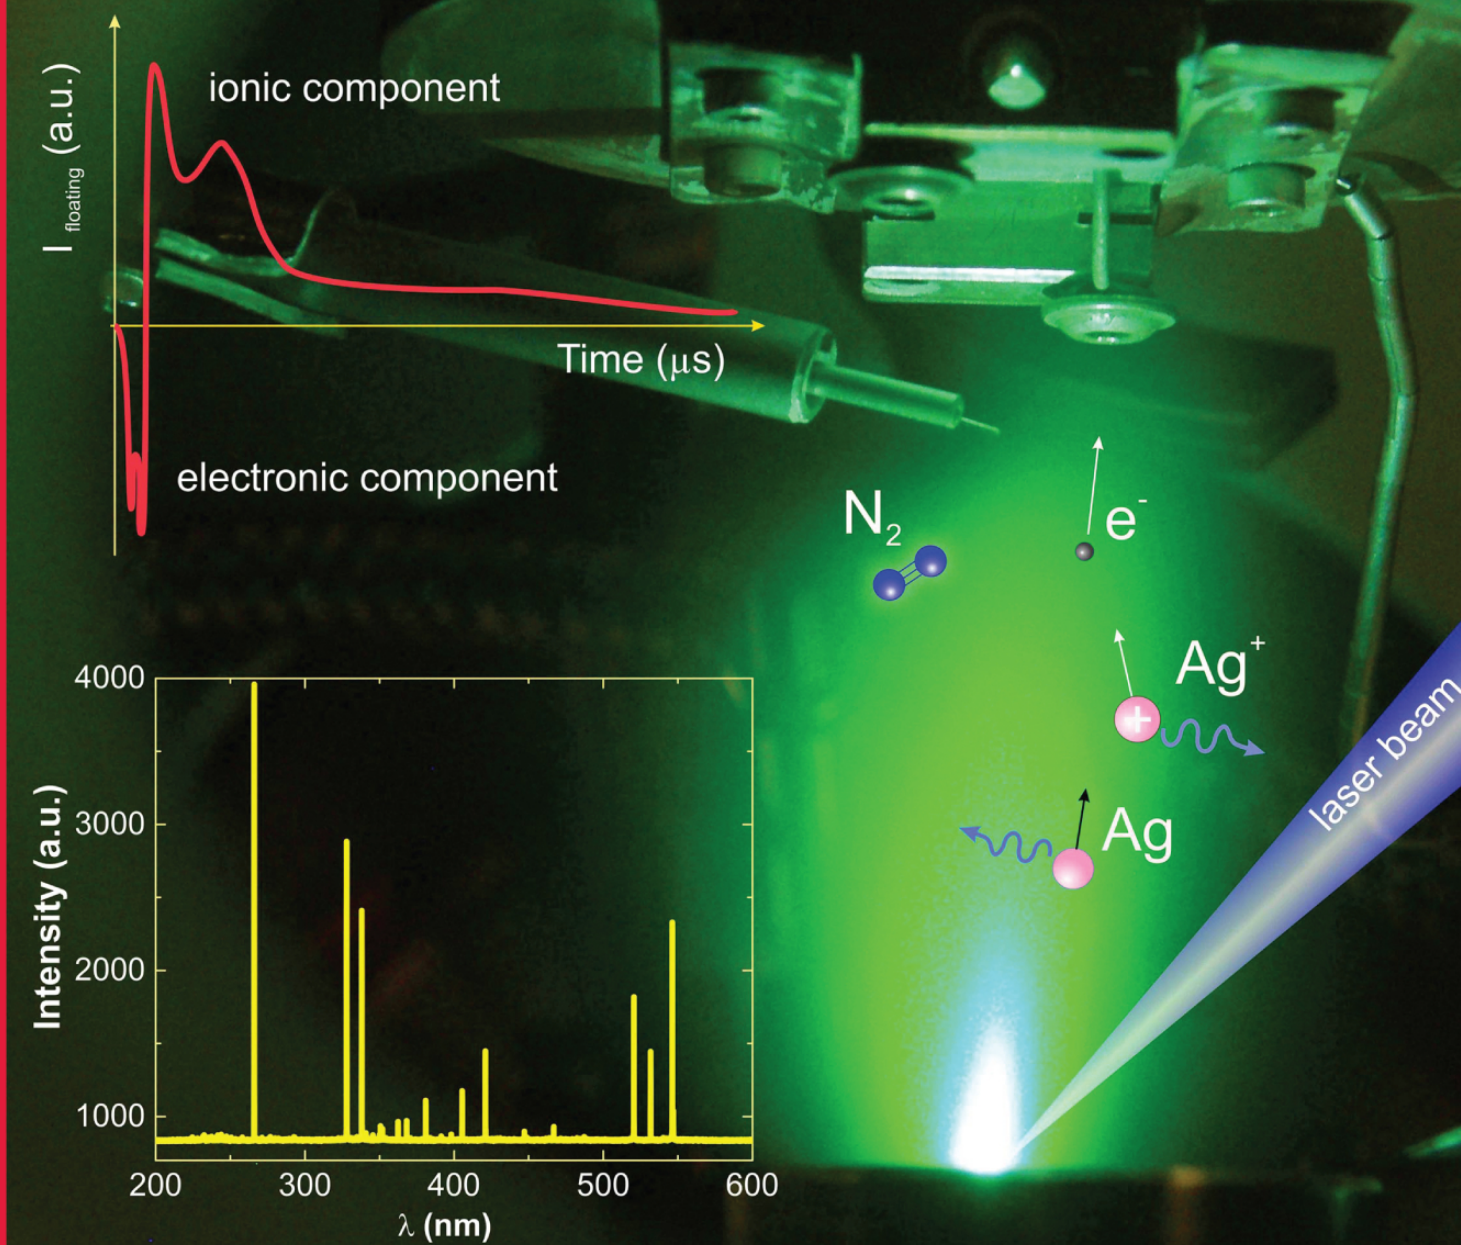 I floating (a.u.)
ionic component
Time (μs)
electronic component
N2
e-
Ag+
Ag
laser beam
Intensity (a.u.)
4000
3000
2000
1000
200 300 400 500 600
λ (nm)